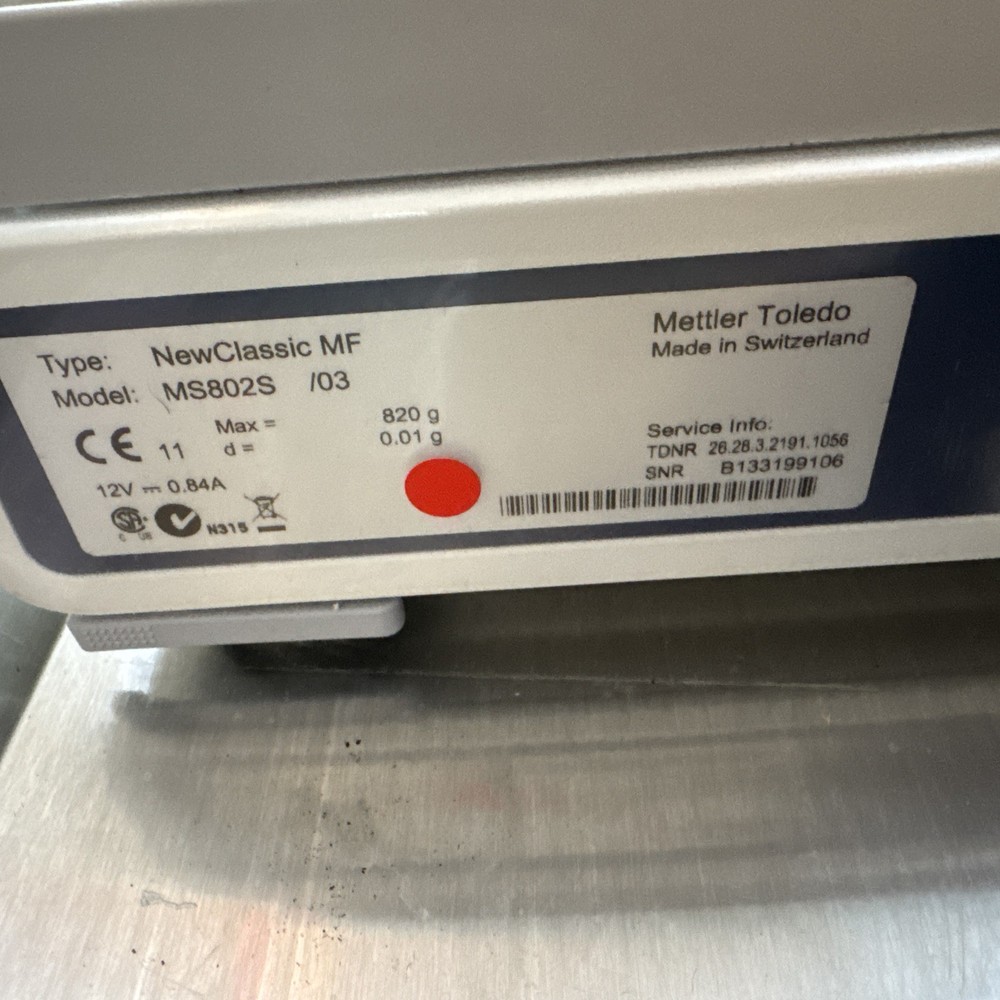 Type: NewClassic MF
Model: MS802S /03
CE 11
Max = 820 g
d = 0.01 g
12V ⎓ 0.84A
N315
Mettler Toledo
Made in Switzerland
Service Info:
TDNR 26.28.3.2191.1056
SNR B133199106